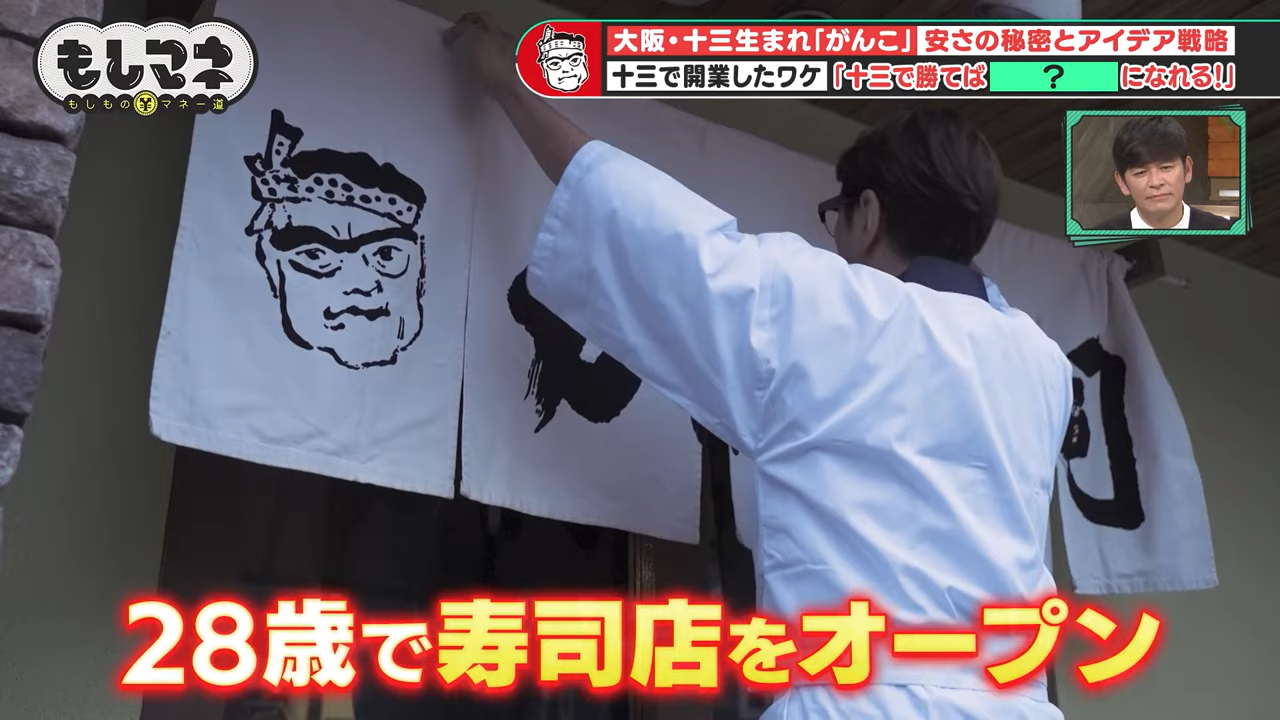 もしマネ
もしものマネー道
大阪・十三生まれ「がんこ」 安さの秘密とアイデア戦略
十三で開業したワケ 「十三で勝てば ? になれる!」
司
28歳で寿司店をオープン